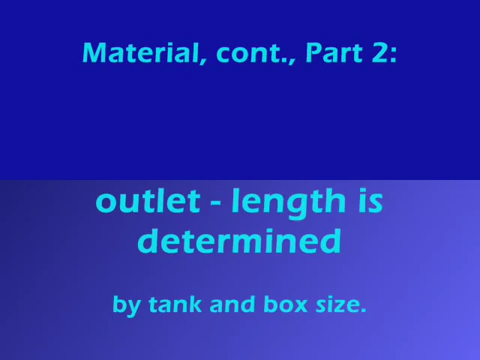 Material, cont., Part 2:
outlet - length is
determined
by tank and box size.